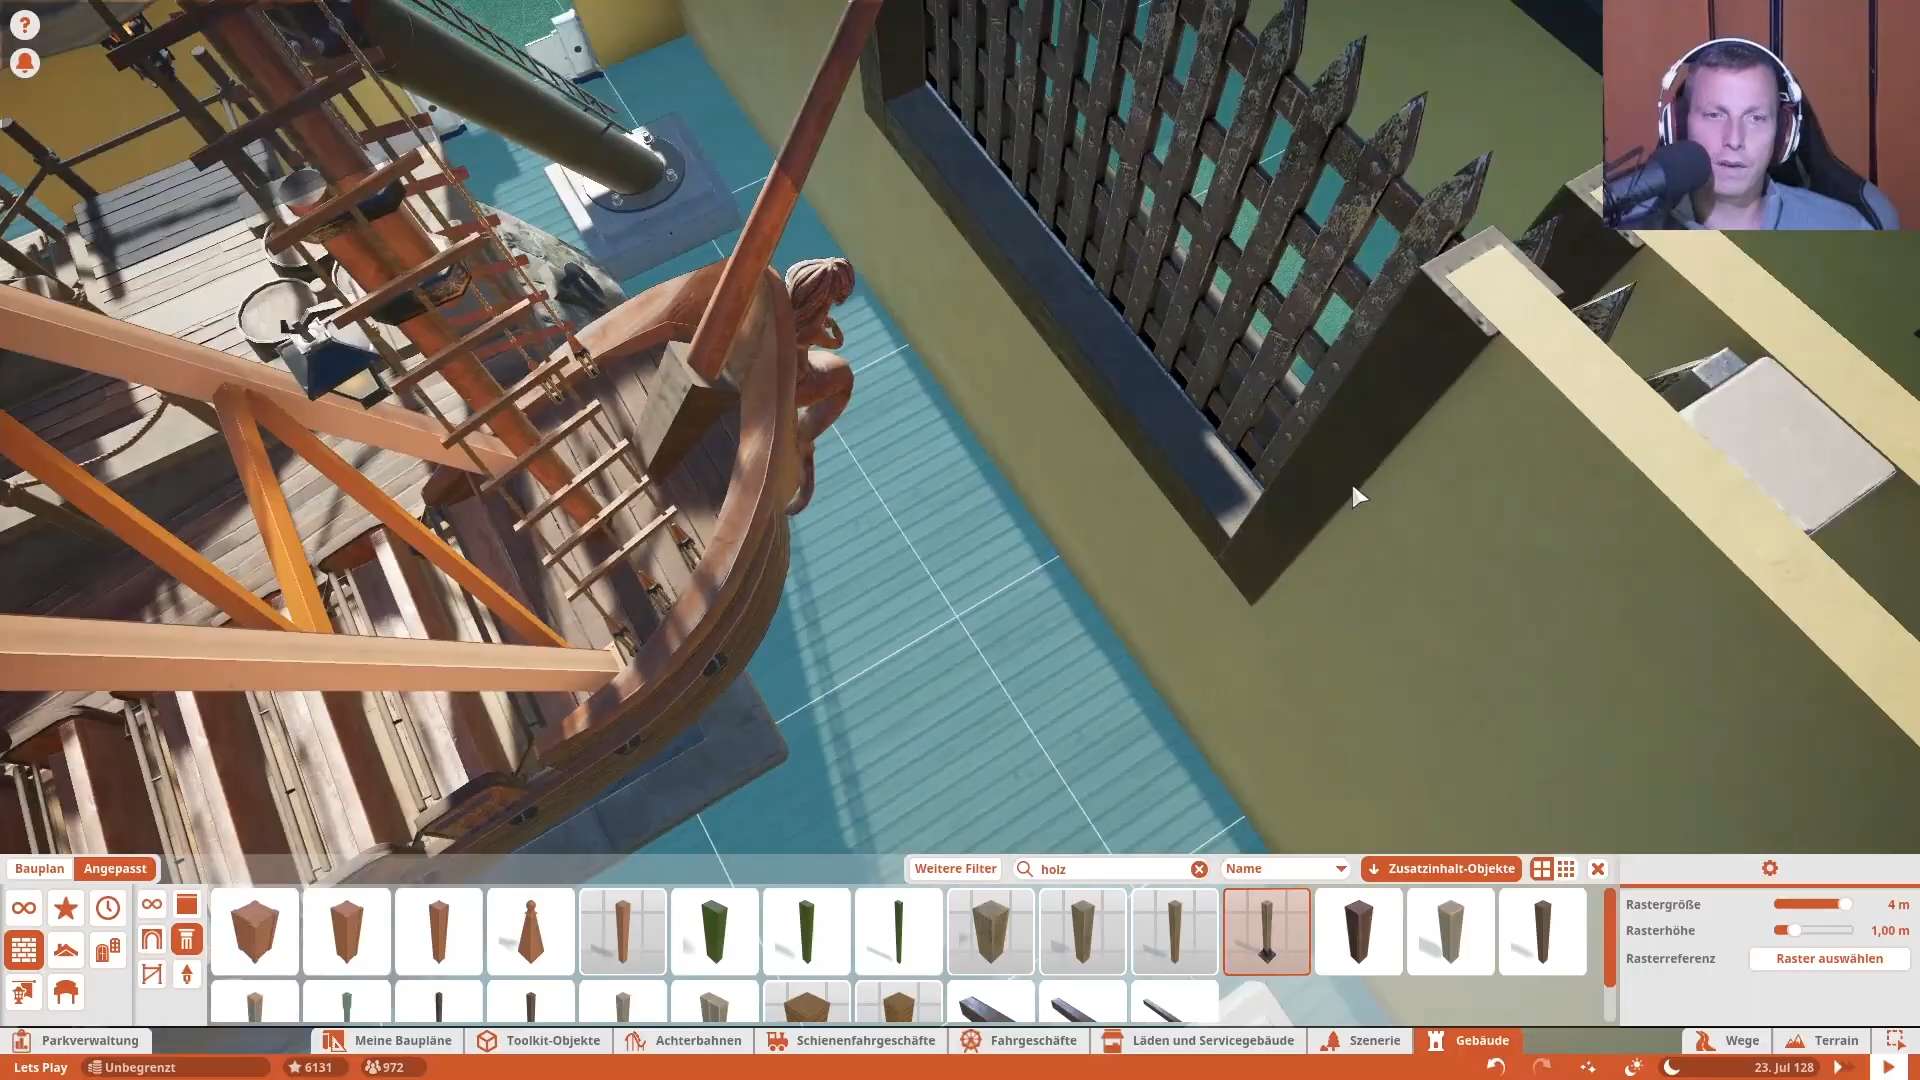 ?
Bauplan
Angepasst
Weitere Filter
holz
Name
Zusatzinhalt-Objekte
Rastergröße
4 m
Rasterhöhe
1,00 m
Rasterreferenz
Raster auswählen
Parkverwaltung
Meine Baupläne
Toolkit-Objekte
Achterbahnen
Schienenfahrgeschäfte
Fahrgeschäfte
Läden und Servicegebäude
Szenerie
Gebäude
Wege
Terrain
Lets Play
Unbegrenzt
6131
972
23. Jul 128